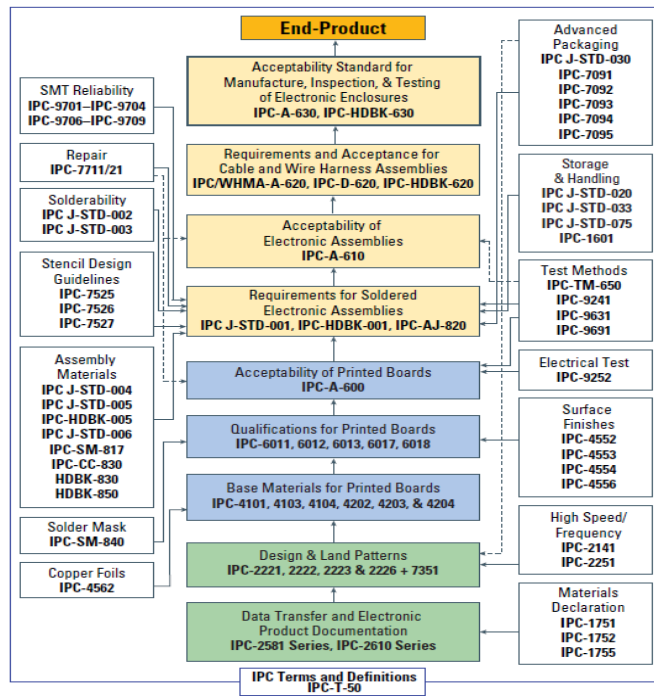 End-Product
Acceptability Standard for
Manufacture, Inspection, & Testing
of Electronic Enclosures
IPC-A-630, IPC-HDBK-630
Requirements and Acceptance for
Cable and Wire Harness Assemblies
IPC/WHMA-A-620, IPC-D-620, IPC-HDBK-620
Acceptability of
Electronic Assemblies
IPC-A-610
Requirements for Soldered
Electronic Assemblies
IPC J-STD-001, IPC-HDBK-001, IPC-AJ-820
Acceptability of Printed Boards
IPC-A-600
Qualifications for Printed Boards
IPC-6011, 6012, 6013, 6017, 6018
Base Materials for Printed Boards
IPC-4101, 4103, 4104, 4202, 4203, & 4204
Design & Land Patterns
IPC-2221, 2222, 2223 & 2226 + 7351
Data Transfer and Electronic
Product Documentation
IPC-2581 Series, IPC-2610 Series
SMT Reliability
IPC-9701–IPC-9704
IPC-9706–IPC-9709
Repair
IPC-7711/21
Solderability
IPC J-STD-002
IPC J-STD-003
Stencil Design
Guidelines
IPC-7525
IPC-7526
IPC-7527
Assembly
Materials
IPC J-STD-004
IPC J-STD-005
IPC-HDBK-005
IPC J-STD-006
IPC-SM-817
IPC-CC-830
HDBK-830
HDBK-850
Solder Mask
IPC-SM-840
Copper Foils
IPC-4562
Advanced
Packaging
IPC J-STD-030
IPC-7091
IPC-7092
IPC-7093
IPC-7094
IPC-7095
Storage
& Handling
IPC J-STD-020
IPC J-STD-033
IPC J-STD-075
IPC-1601
Test Methods
IPC-TM-650
IPC-9241
IPC-9631
IPC-9691
Electrical Test
IPC-9252
Surface
Finishes
IPC-4552
IPC-4553
IPC-4554
IPC-4556
High Speed/
Frequency
IPC-2141
IPC-2251
Materials
Declaration
IPC-1751
IPC-1752
IPC-1755
IPC Terms and Definitions
IPC-T-50